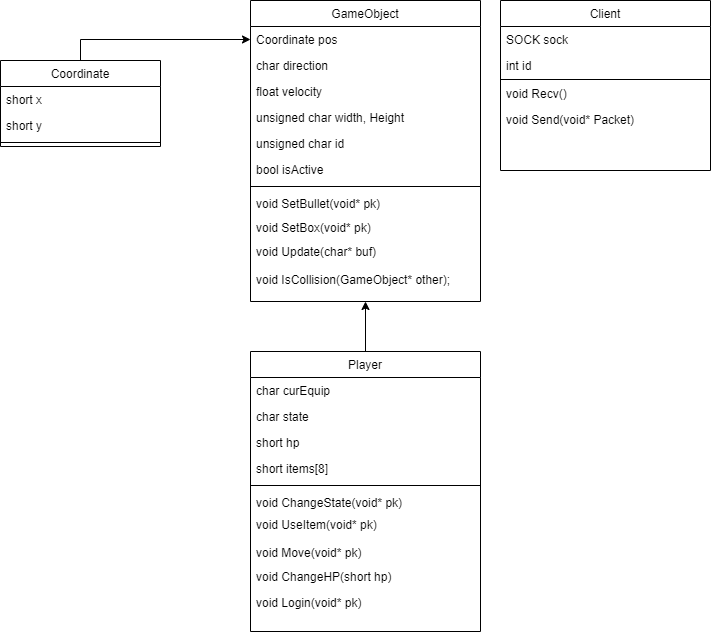 GameObject
Coordinate pos
char direction
float velocity
unsigned char width, Height
unsigned char id
bool isActive
void SetBullet(void* pk)
void SetBox(void* pk)
void Update(char* buf)
void IsCollision(GameObject* other);
Client
SOCK sock
int id
void Recv()
void Send(void* Packet)
Coordinate
short x
short y
Player
char curEquip
char state
short hp
short items[8]
void ChangeState(void* pk)
void UseItem(void* pk)
void Move(void* pk)
void ChangeHP(short hp)
void Login(void* pk)